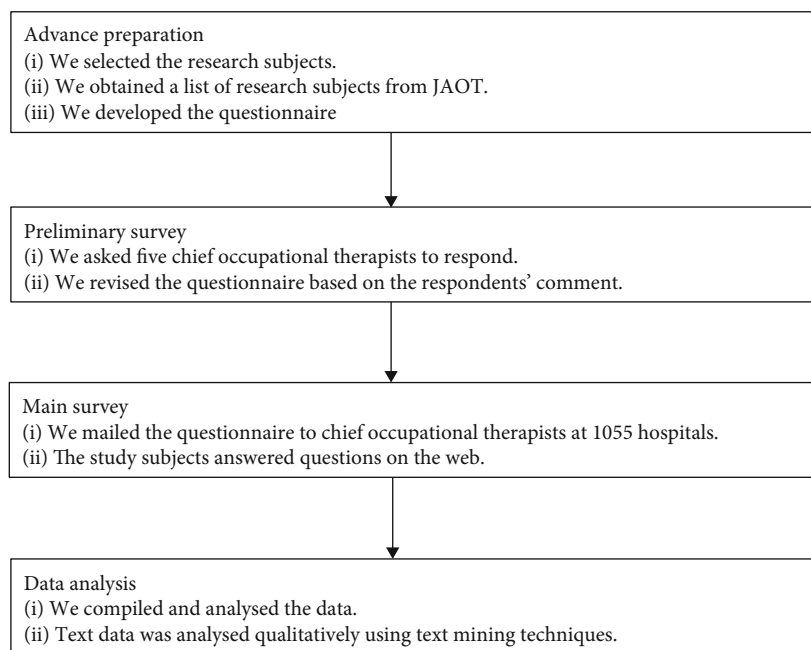 Advance preparation
(i) We selected the research subjects.
(ii) We obtained a list of research subjects from JAOT.
(iii) We developed the questionnaire
Preliminary survey
(i) We asked five chief occupational therapists to respond.
(ii) We revised the questionnaire based on the respondents' comment.
Main survey
(i) We mailed the questionnaire to chief occupational therapists at 1055 hospitals.
(ii) The study subjects answered questions on the web.
Data analysis
(i) We compiled and analysed the data.
(ii) Text data was analysed qualitatively using text mining techniques.